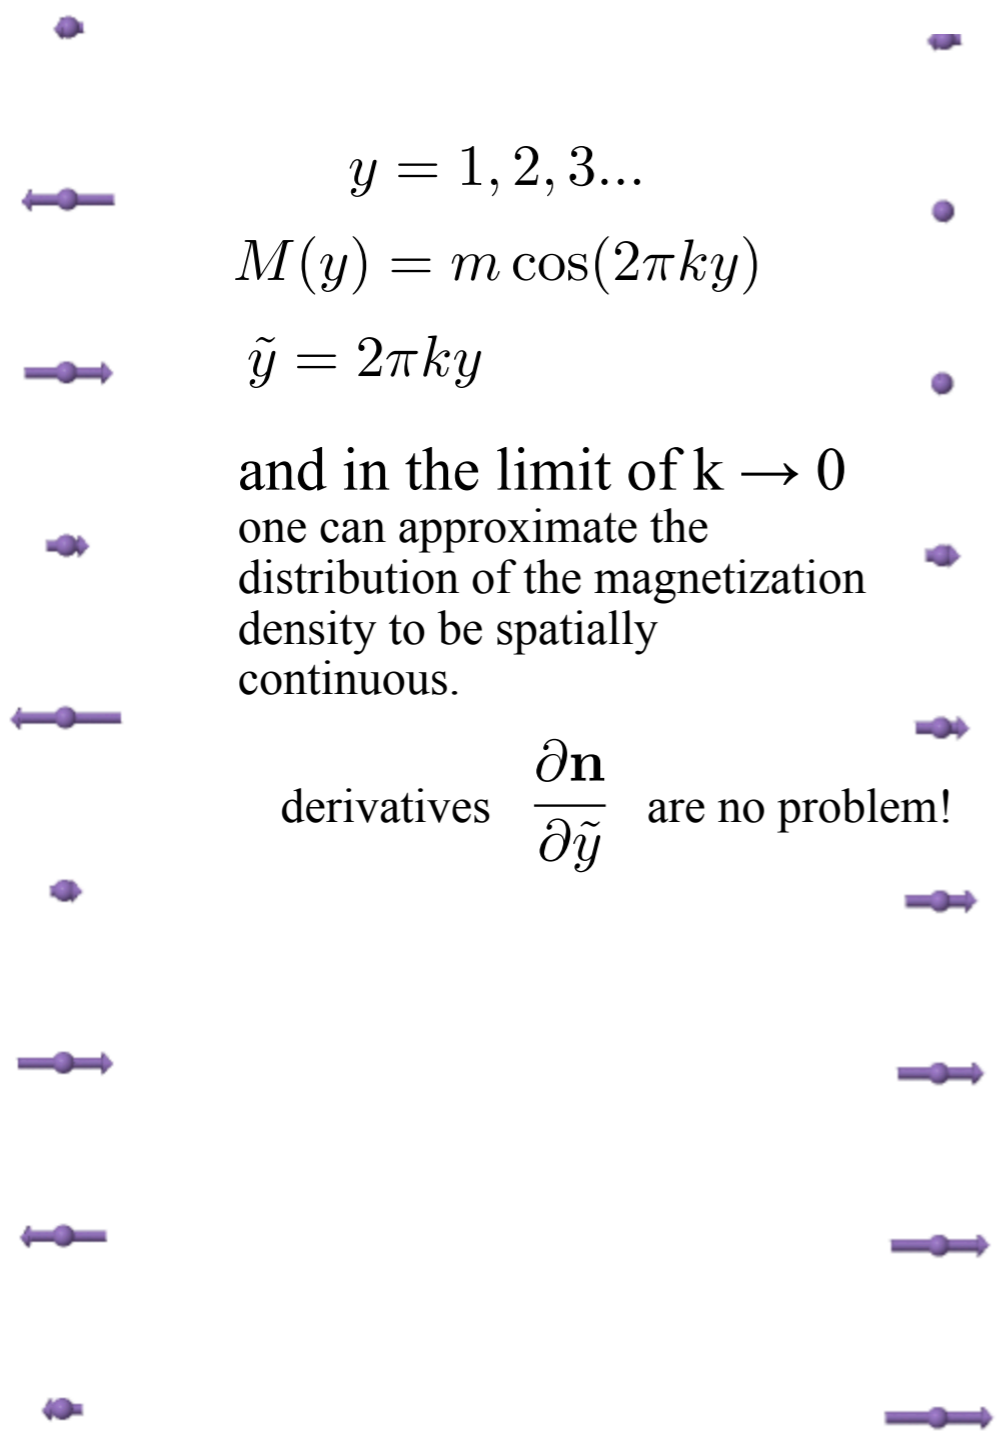 y = 1, 2, 3...
M(y) = m cos(2πky)
ỹ = 2πky
and in the limit of k → 0
one can approximate the
distribution of the magnetization
density to be spatially
continuous.
derivatives ∂n/∂ỹ are no problem!